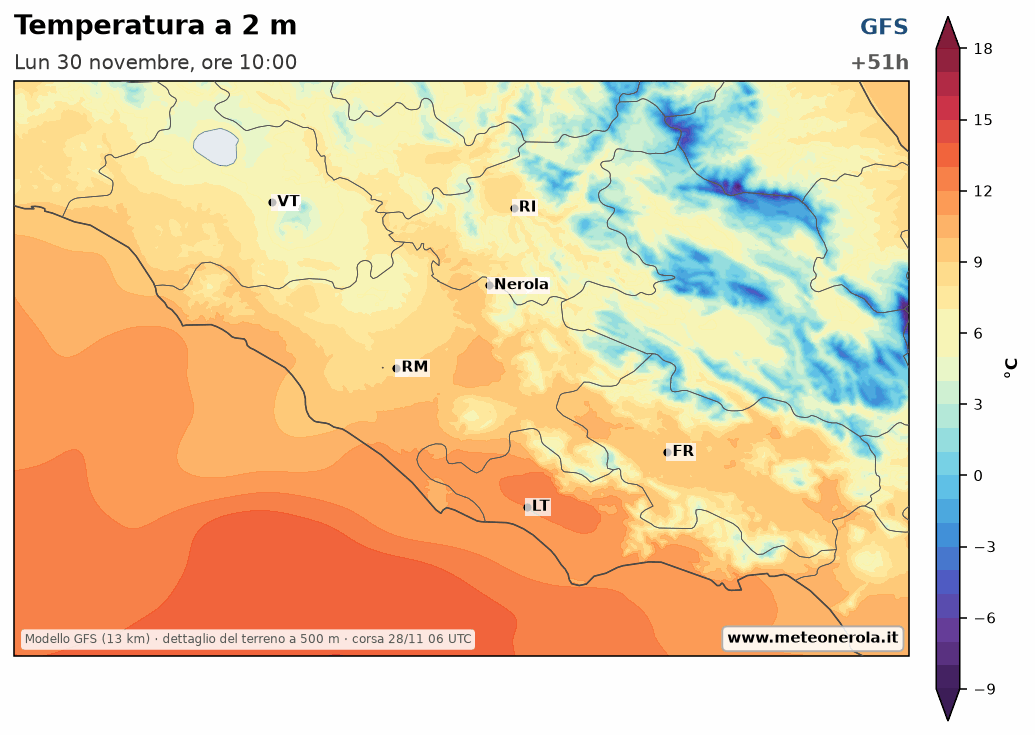 Temperatura a 2 m
GFS
Lun 30 novembre, ore 10:00
+51h
VT
RI
Nerola
RM
FR
LT
Modello GFS (13 km) · dettaglio del terreno a 500 m · corsa 28/11 06 UTC
www.meteonerola.it
18
15
12
9
6
3
0
−3
−6
−9
°C